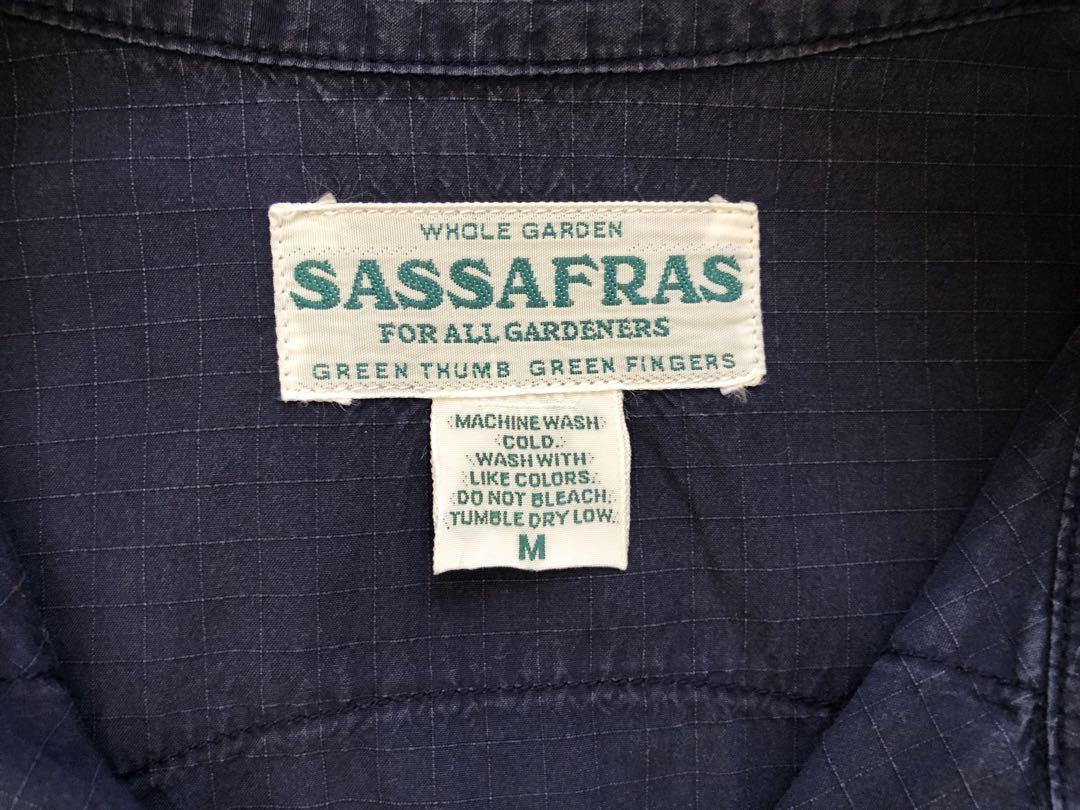 WHOLE GARDEN
SASSAFRAS
FOR ALL GARDENERS
GREEN THUMB GREEN FINGERS
MACHINE WASH
COLD.
WASH WITH
LIKE COLORS.
DO NOT BLEACH.
TUMBLE DRY LOW.
M